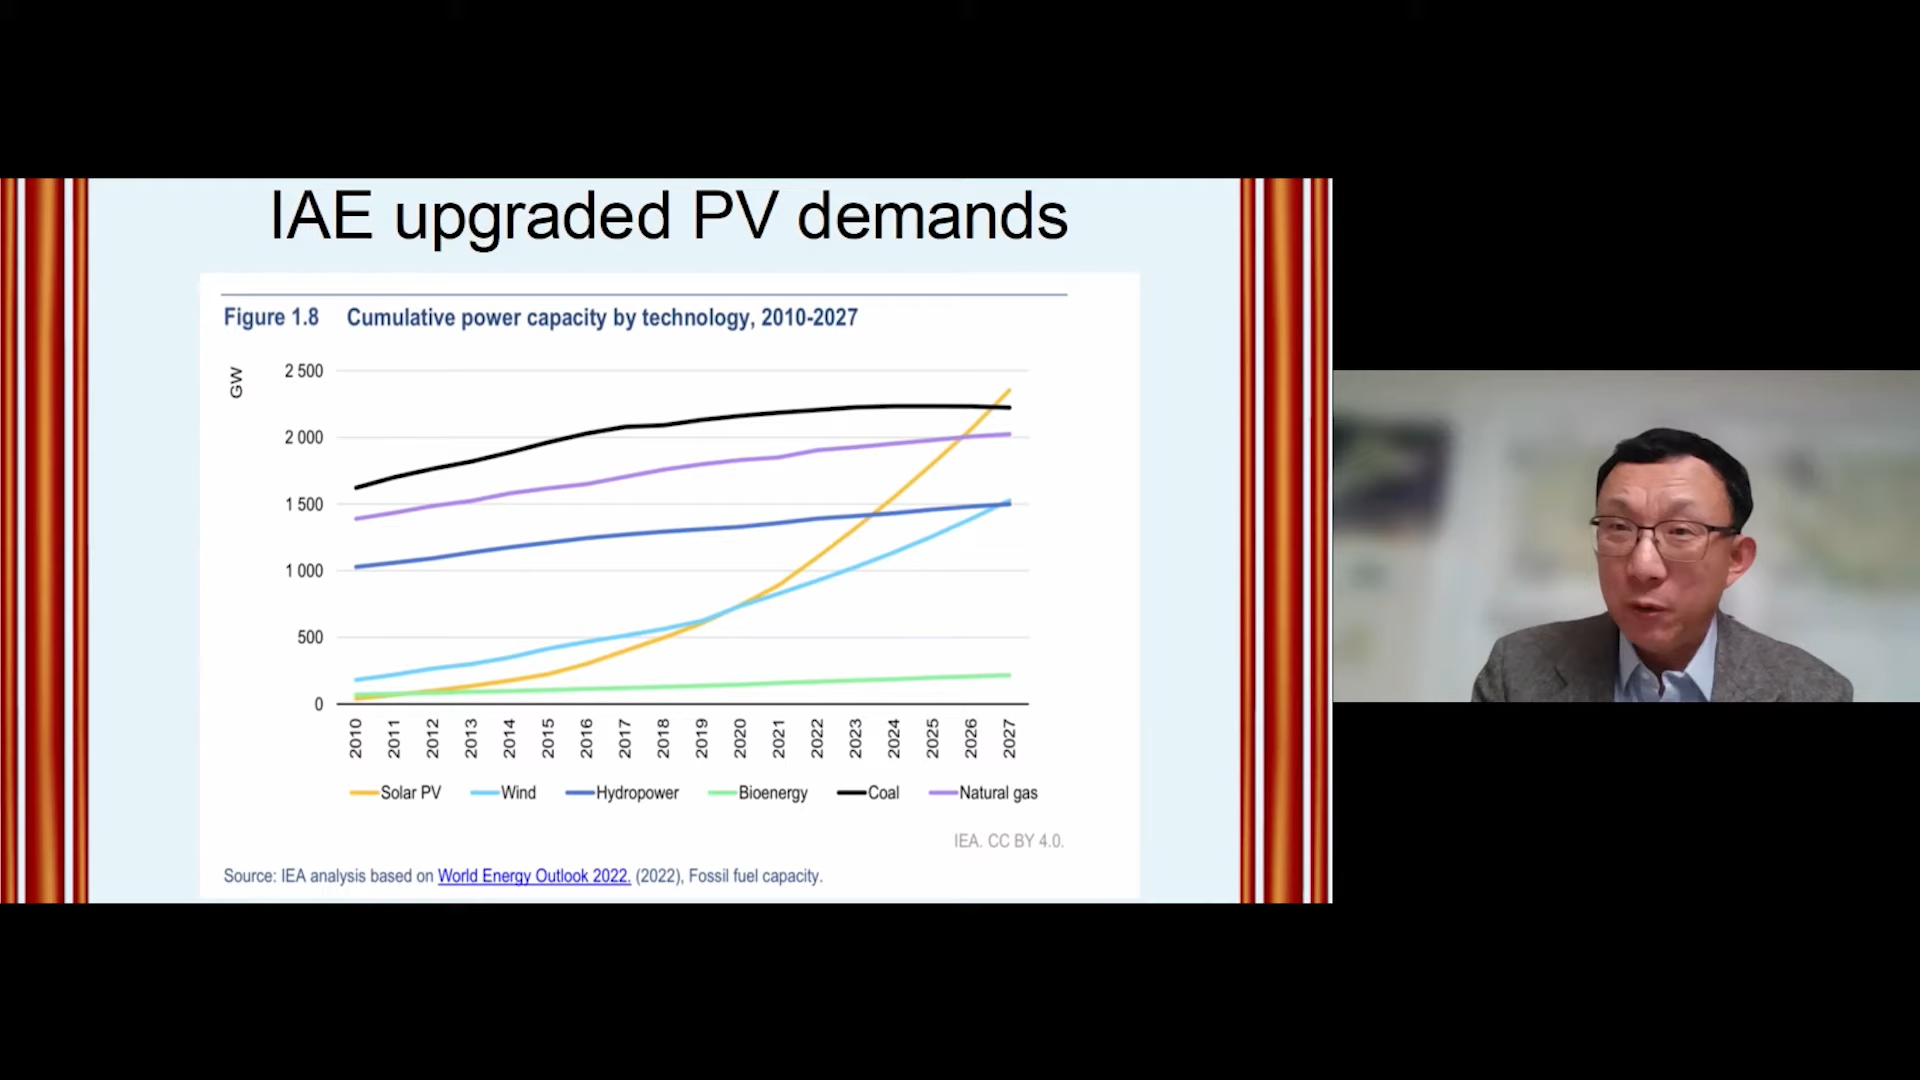 IAE upgraded PV demands
Figure 1.8 Cumulative power capacity by technology, 2010-2027
GW
2 500
2 000
1 500
1 000
500
0
2010 2011 2012 2013 2014 2015 2016 2017 2018 2019 2020 2021 2022 2023 2024 2025 2026 2027
Solar PV Wind Hydropower Bioenergy Coal Natural gas
IEA. CC BY 4.0.
Source: IEA analysis based on World Energy Outlook 2022. (2022), Fossil fuel capacity.